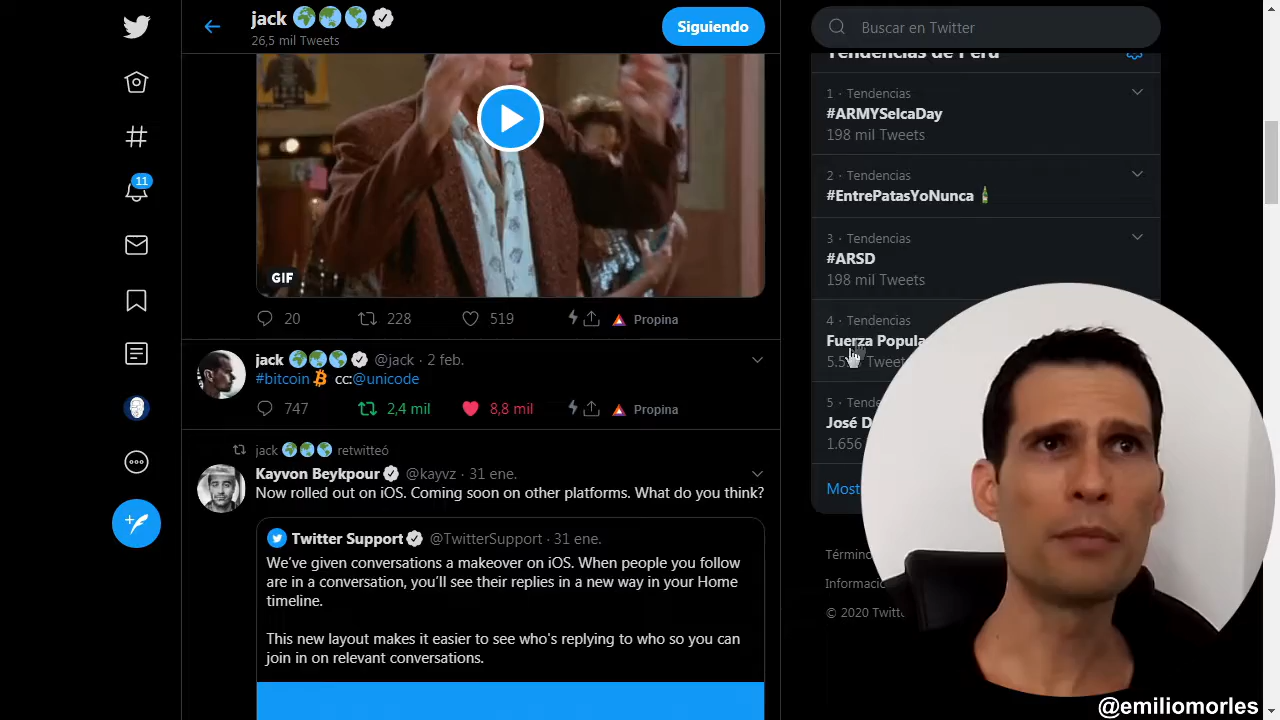 jack
26,5 mil Tweets
Siguiendo
Buscar en Twitter
Tendencias de Perú
GIF
20
228
519
Propina
jack @jack · 2 feb.
#bitcoin cc:@unicode
747
2,4 mil
8,8 mil
Propina
jack retwitteó
Kayvon Beykpour @kayvz · 31 ene.
Now rolled out on iOS. Coming soon on other platforms. What do you think?
Twitter Support @TwitterSupport · 31 ene.
We've given conversations a makeover on iOS. When people you follow
are in a conversation, you'll see their replies in a new way in your Home
timeline.
This new layout makes it easier to see who's replying to who so you can
join in on relevant conversations.
11
1 · Tendencias
#ARMYSelcaDay
198 mil Tweets
2 · Tendencias
#EntrePatasYoNunca
3 · Tendencias
#ARSD
198 mil Tweets
4 · Tendencias
Fuerza Popula
Tweets
5 · Tende
José D
1.656
Most
Términ
Informació
© 2020 Twitt
@emiliomorles